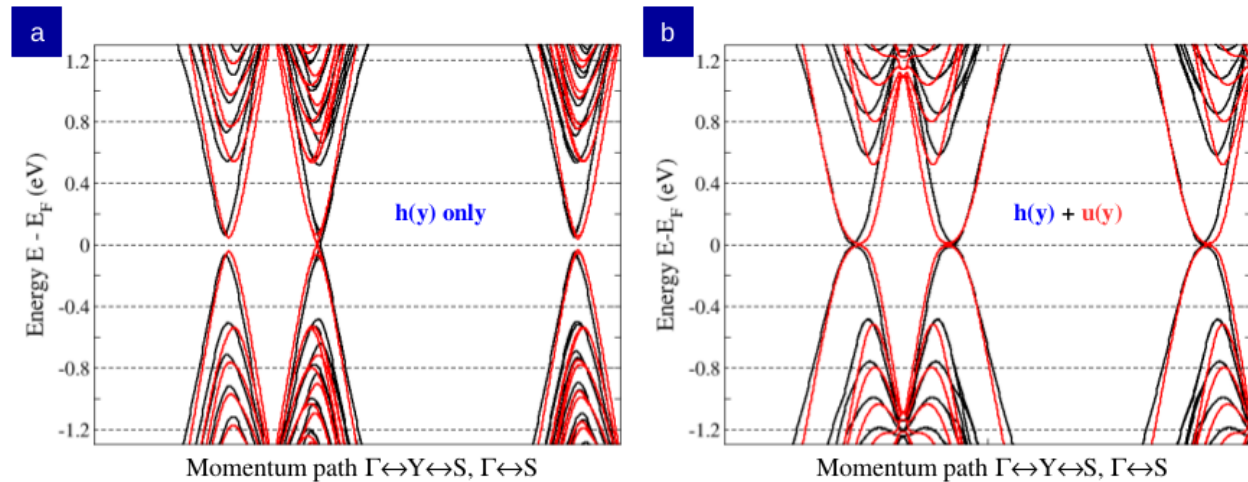 a
Energy E - E_F (eV)
1.2
0.8
0.4
0
-0.4
-0.8
-1.2
h(y) only
Momentum path Γ↔Y↔S, Γ↔S
b
Energy E-E_F (eV)
1.2
0.8
0.4
0
-0.4
-0.8
-1.2
h(y) + u(y)
Momentum path Γ↔Y↔S, Γ↔S